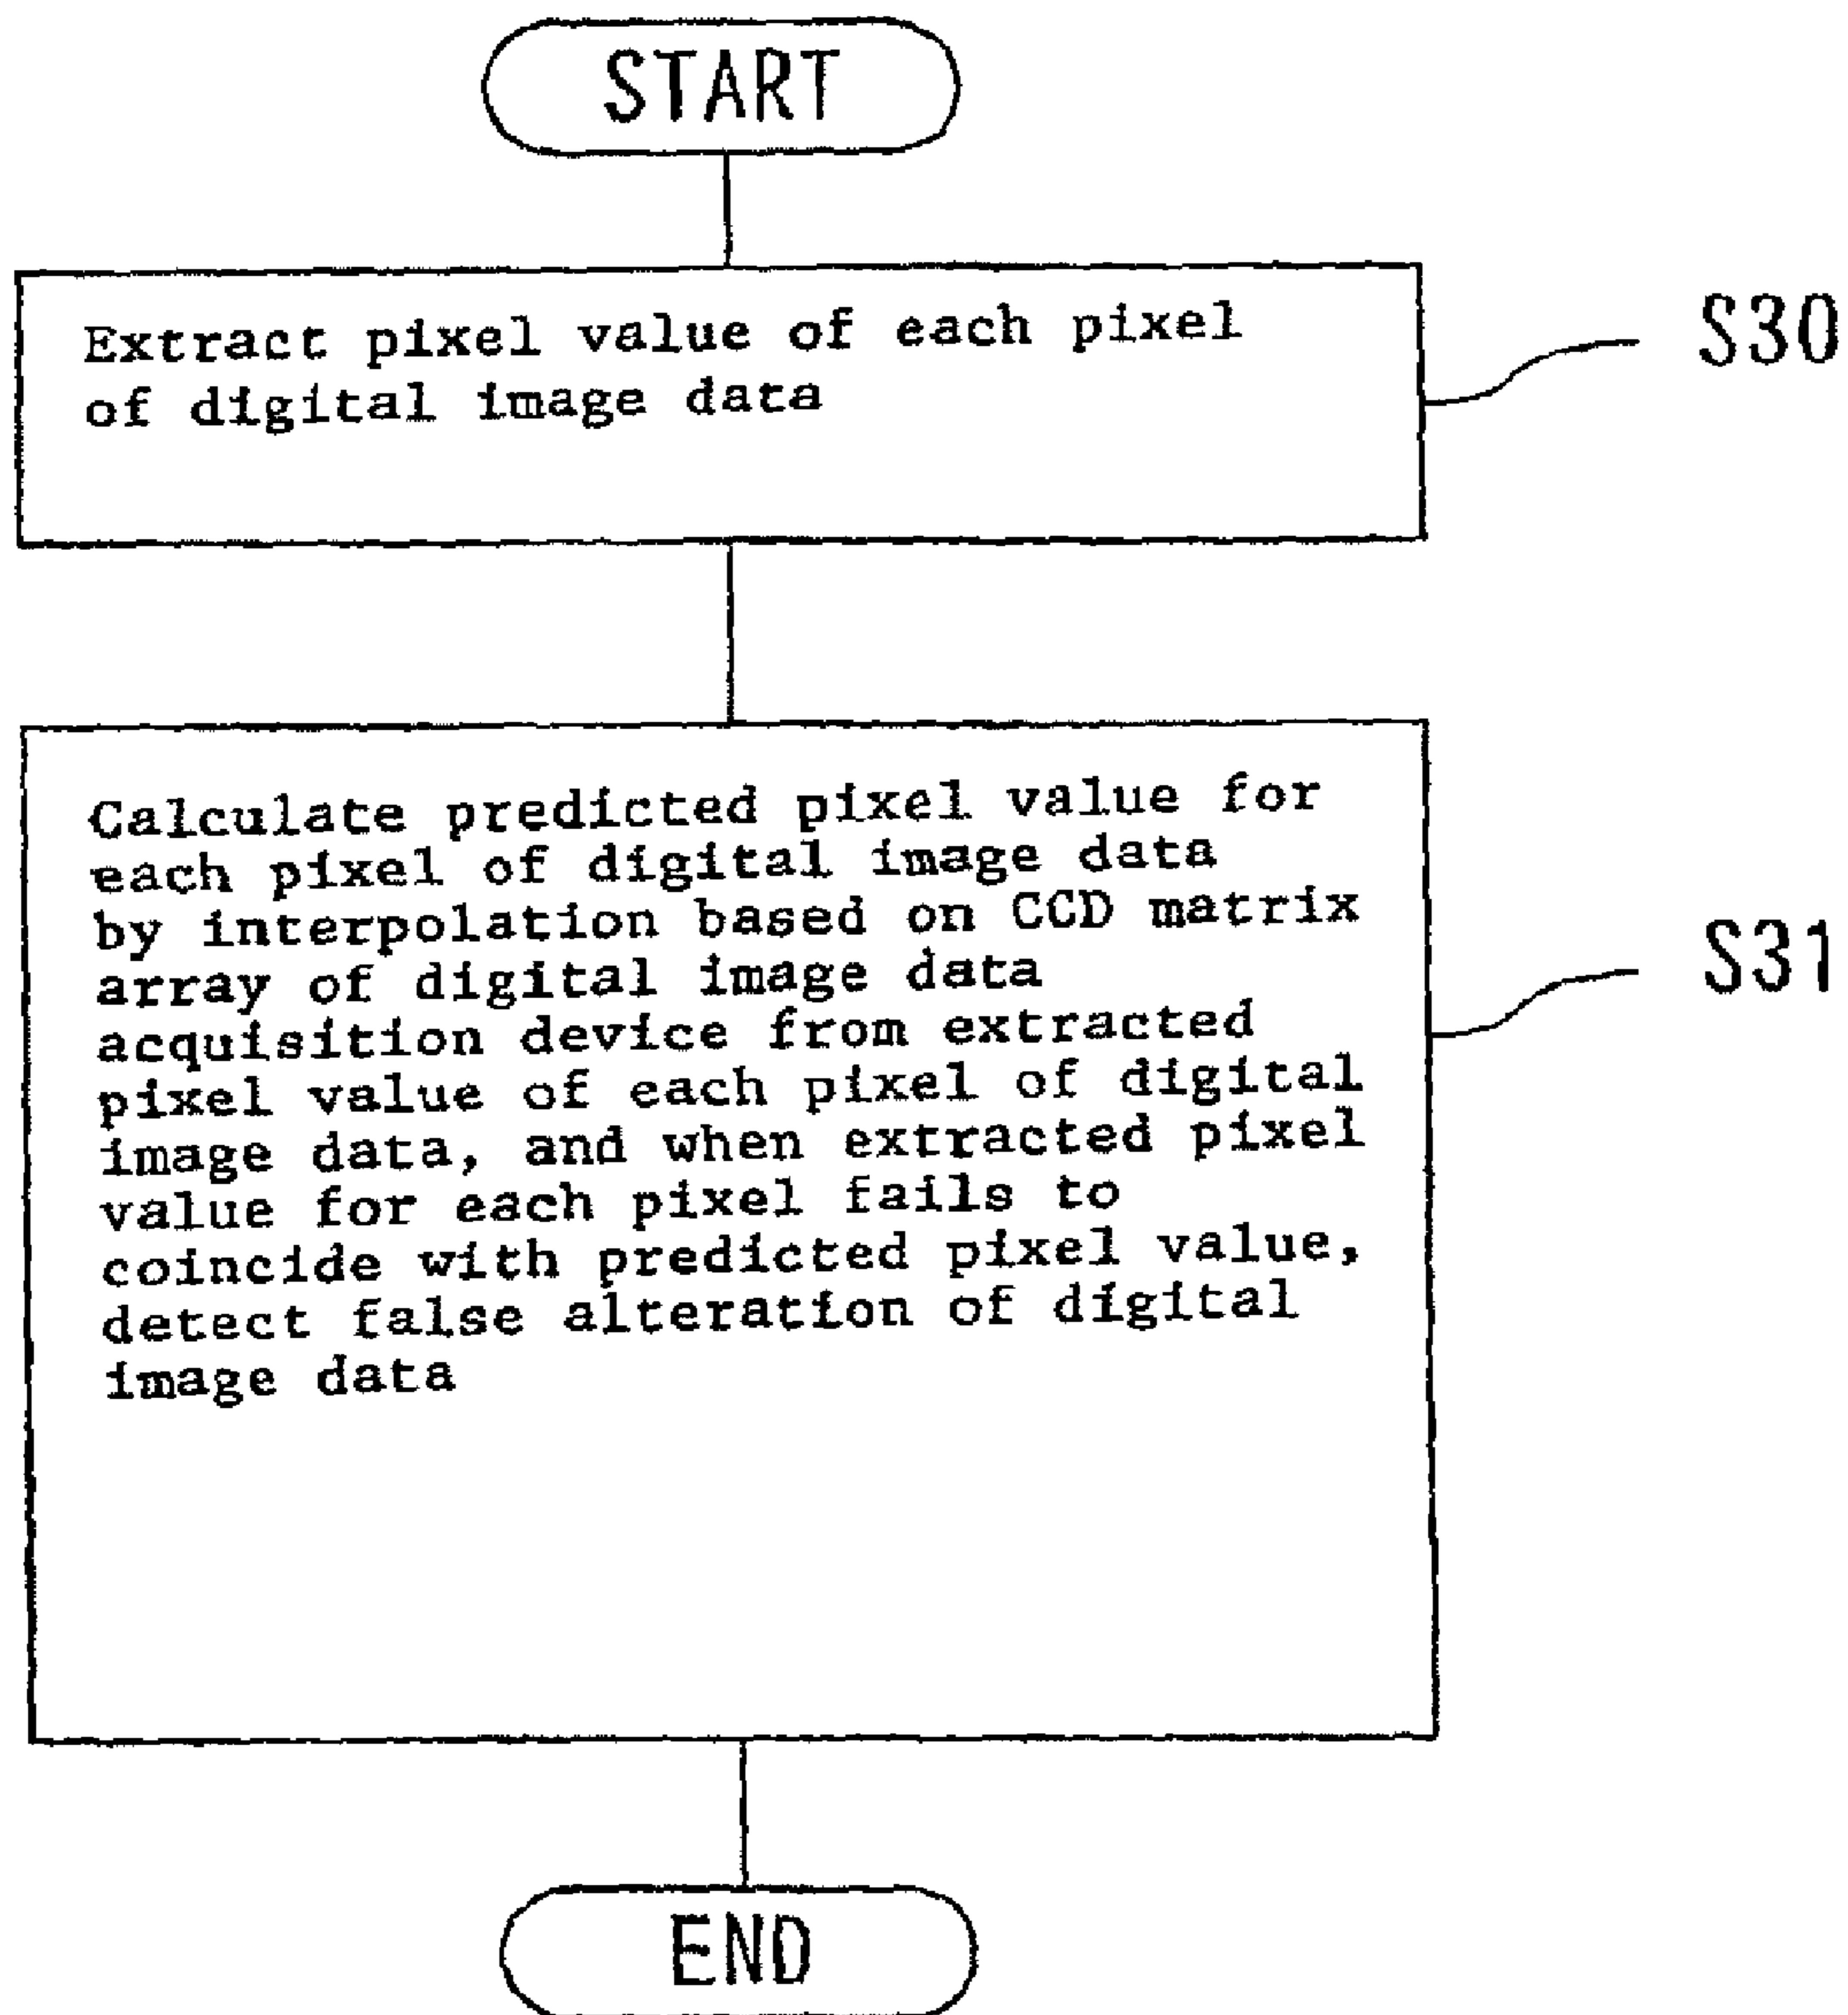 START
Extract pixel value of each pixel
of digital image data
S30
Calculate predicted pixel value for
each pixel of digital image data
by interpolation based on CCD matrix
array of digital image data
acquisition device from extracted
pixel value of each pixel of digital
image data, and when extracted pixel
value for each pixel fails to
coincide with predicted pixel value,
detect false alteration of digital
image data
S31
END